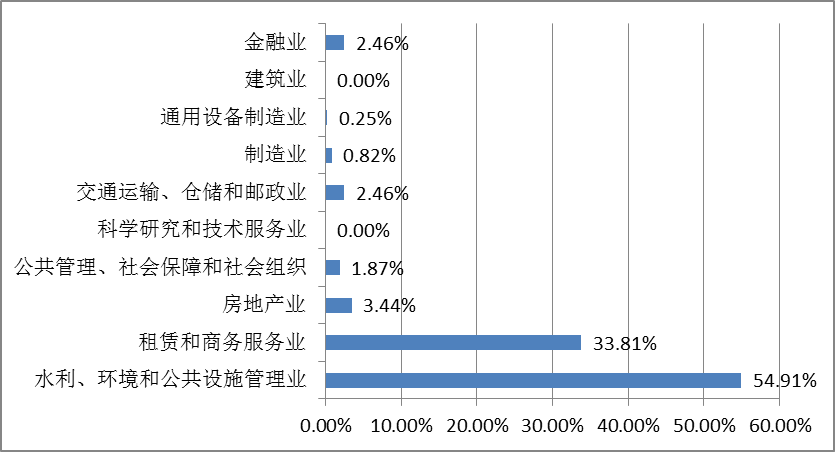 金融业 2.46%
建筑业 0.00%
通用设备制造业 0.25%
制造业 0.82%
交通运输、仓储和邮政业 2.46%
科学研究和技术服务业 0.00%
公共管理、社会保障和社会组织 1.87%
房地产业 3.44%
租赁和商务服务业 33.81%
水利、环境和公共设施管理业 54.91%
0.00% 10.00% 20.00% 30.00% 40.00% 50.00% 60.00%